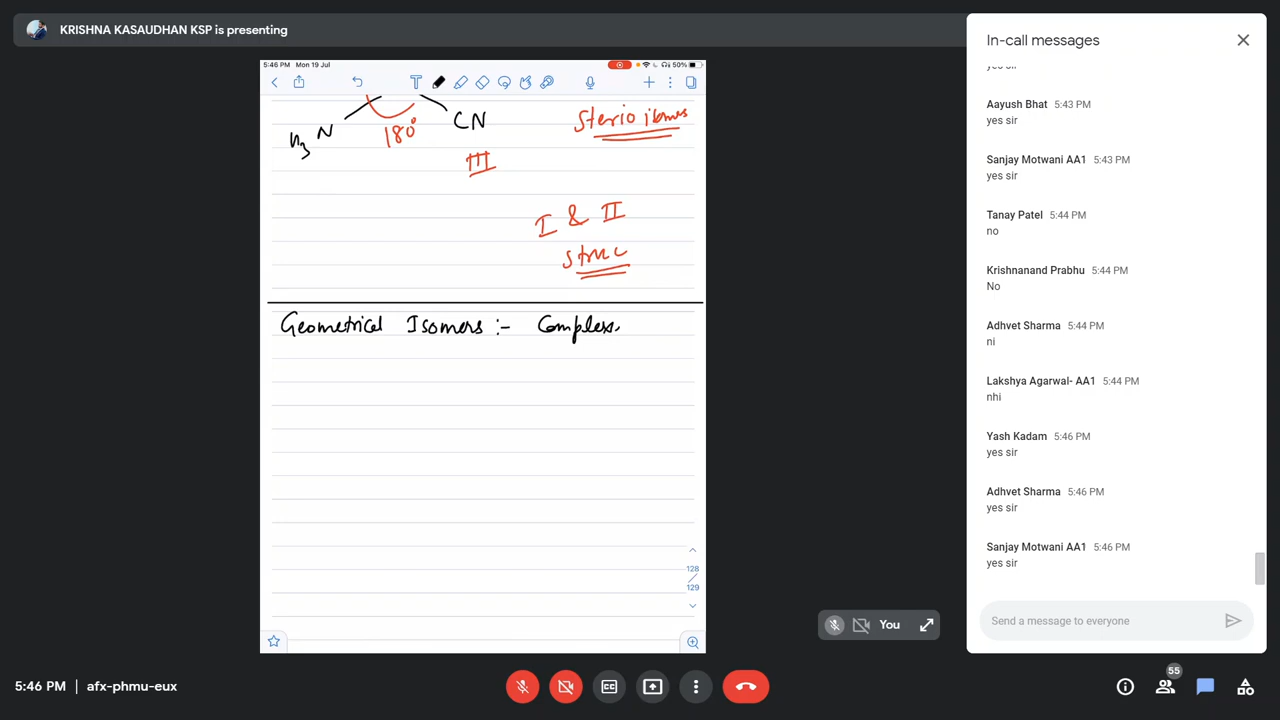 KRISHNA KASAUDHAN KSP is presenting
5:46 PM Mon 19 Jul
50%
H3 N
180°
CN
III
Sterio isomes
I & II
struc
Geometrical Isomers :- Complex,
128
129
You
In-call messages
yes sir
Aayush Bhat 5:43 PM
yes sir
Sanjay Motwani AA1 5:43 PM
yes sir
Tanay Patel 5:44 PM
no
Krishnanand Prabhu 5:44 PM
No
Adhvet Sharma 5:44 PM
ni
Lakshya Agarwal- AA1 5:44 PM
nhi
Yash Kadam 5:46 PM
yes sir
Adhvet Sharma 5:46 PM
yes sir
Sanjay Motwani AA1 5:46 PM
yes sir
Send a message to everyone
5:46 PM | afx-phmu-eux
55